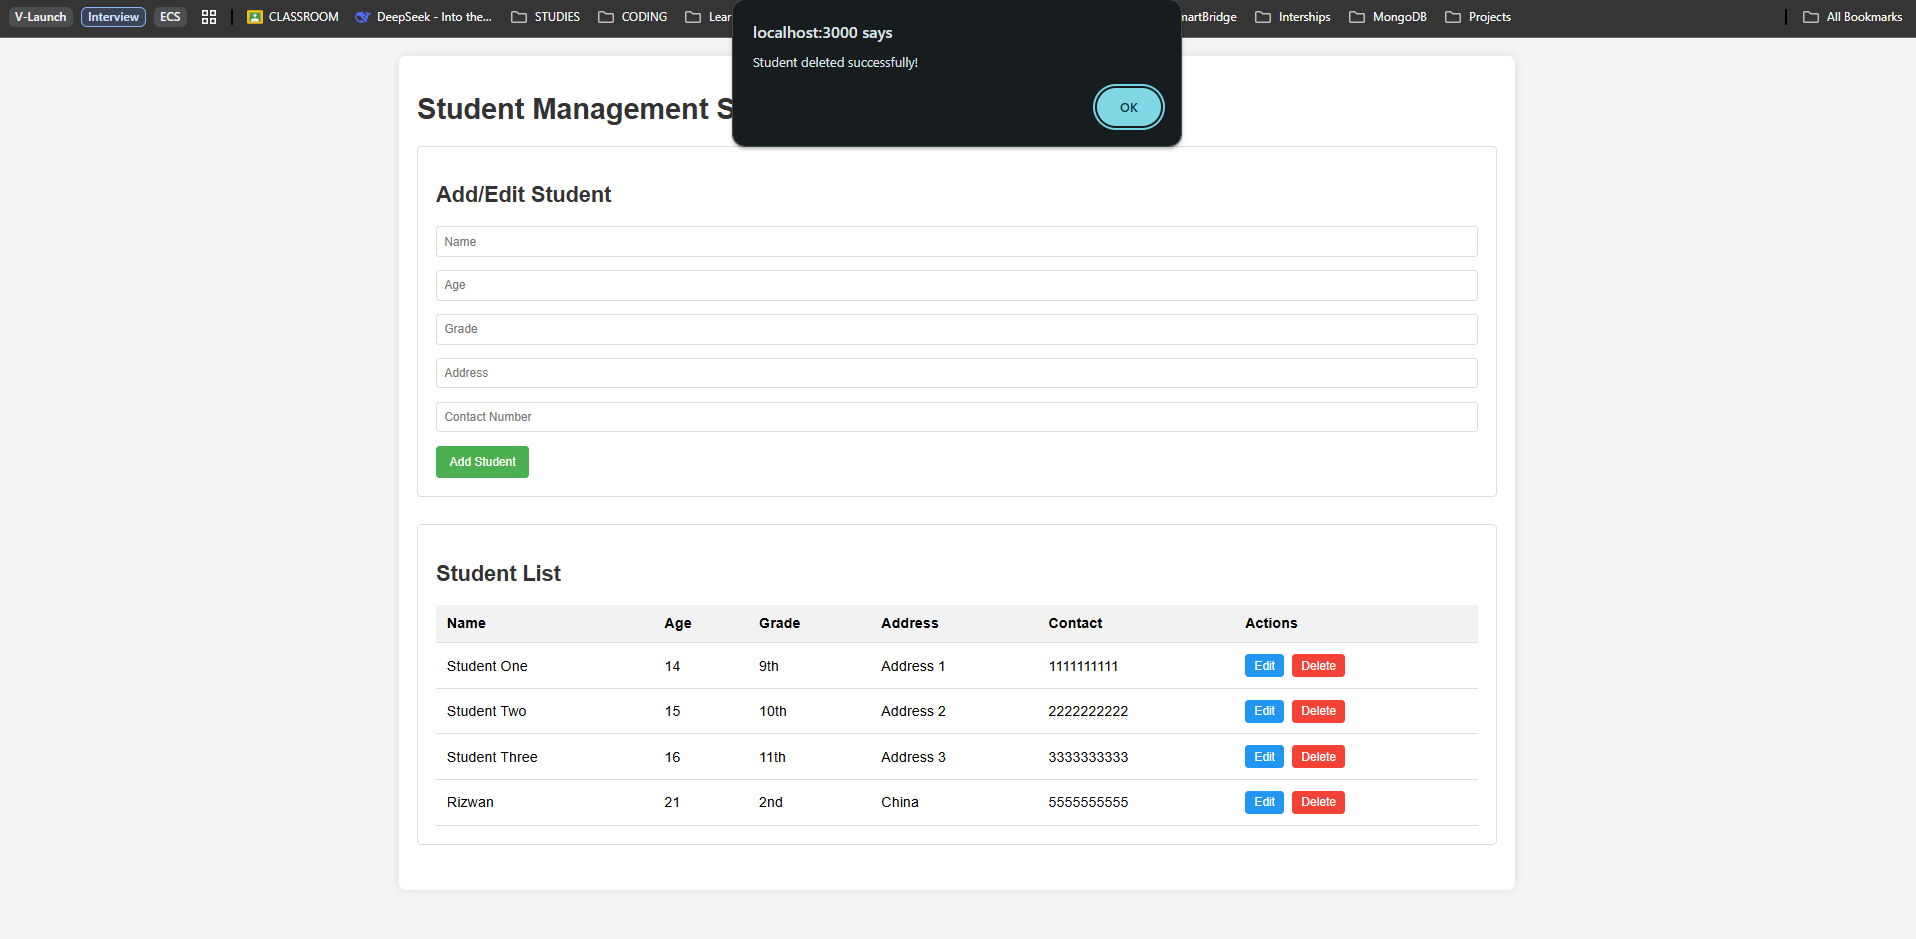 V-Launch Interview ECS CLASSROOM DeepSeek - Into the... STUDIES CODING Interships MongoDB Projects All Bookmarks
localhost:3000 says
Student deleted successfully!
OK
Student Management
Add/Edit Student
Name
Age
Grade
Address
Contact Number
Add Student
Student List
Name Age Grade Address Contact Actions
Student One 14 9th Address 1 1111111111 Edit Delete
Student Two 15 10th Address 2 2222222222 Edit Delete
Student Three 16 11th Address 3 3333333333 Edit Delete
Rizwan 21 2nd China 5555555555 Edit Delete